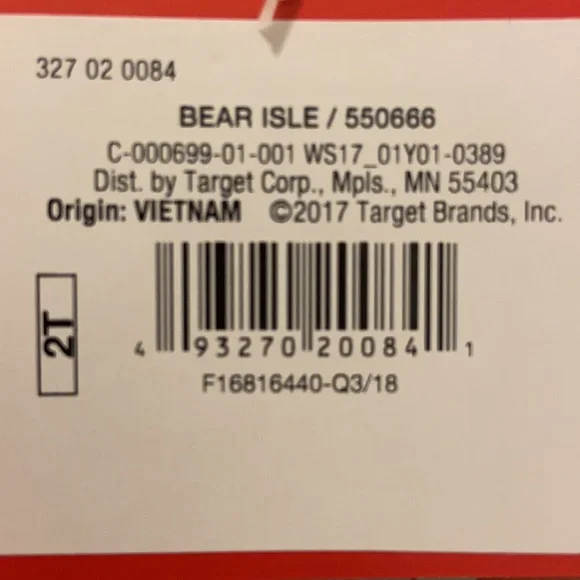 327 02 0084
BEAR ISLE / 550666
C-000699-01-001 WS17_01Y01-0389
Dist. by Target Corp., Mpls., MN 55403
Origin: VIETNAM ©2017 Target Brands, Inc.
2T
4 93270 20084 1
F16816440-Q3/18